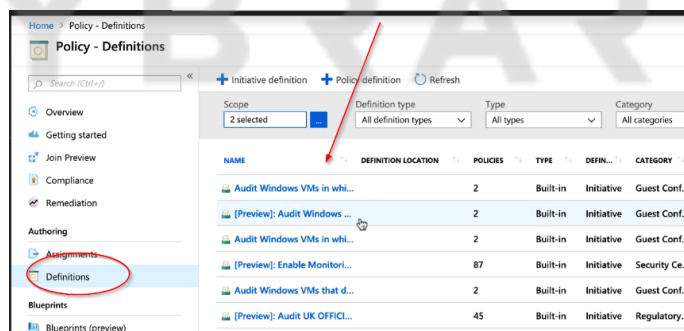 YBRAR
Home > Policy - Definitions
Policy - Definitions
Search (Ctrl+/)
«
Overview
Getting started
Join Preview
Compliance
Remediation
Authoring
Assignments
Definitions
Blueprints
Blueprints (preview)
+ Initiative definition + Policy definition Refresh
Scope Definition type Type Category
2 selected ... All definition types All types All categories
NAME DEFINITION LOCATION POLICIES TYPE DEFIN... CATEGORY
Audit Windows VMs in whi... 2 Built-in Initiative Guest Conf.
[Preview]: Audit Windows ... 2 Built-in Initiative Guest Conf.
Audit Windows VMs in whi... 2 Built-in Initiative Guest Conf.
[Preview]: Enable Monitori... 87 Built-in Initiative Security Ce.
Audit Windows VMs that d... 2 Built-in Initiative Guest Conf.
[Preview]: Audit UK OFFICI... 45 Built-in Initiative Regulatory.